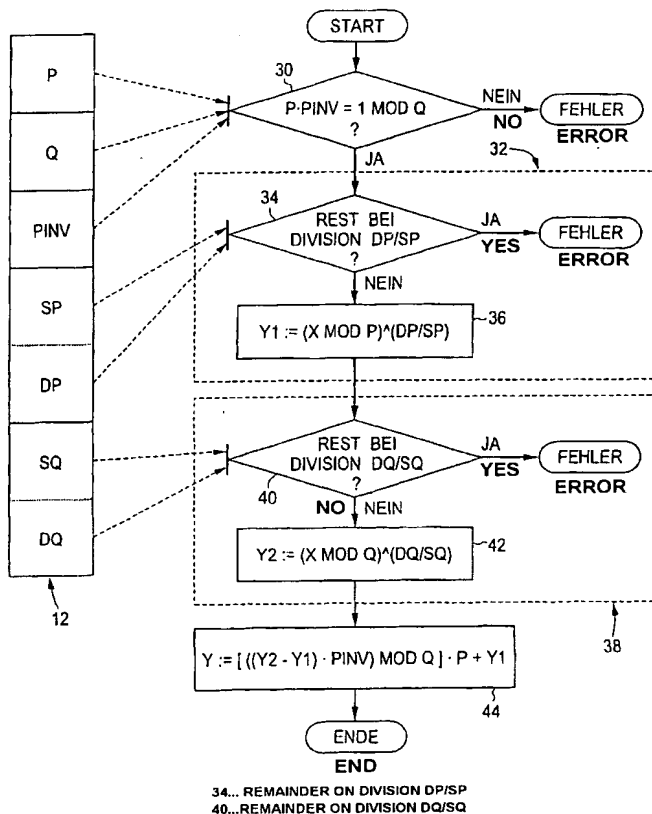 START
P
30
P·PINV = 1 MOD Q
?
NEIN
NO
FEHLER
ERROR
Q
JA
32
PINV
34
REST BEI
DIVISION DP/SP
?
JA
YES
FEHLER
ERROR
NEIN
SP
Y1 := (X MOD P)^(DP/SP)
36
DP
SQ
REST BEI
DIVISION DQ/SQ
?
JA
YES
FEHLER
ERROR
40
NO
NEIN
DQ
Y2 := (X MOD Q)^(DQ/SQ)
42
12
38
Y := [ ((Y2 - Y1) · PINV) MOD Q ] · P + Y1
44
ENDE
END
34... REMAINDER ON DIVISION DP/SP
40...REMAINDER ON DIVISION DQ/SQ